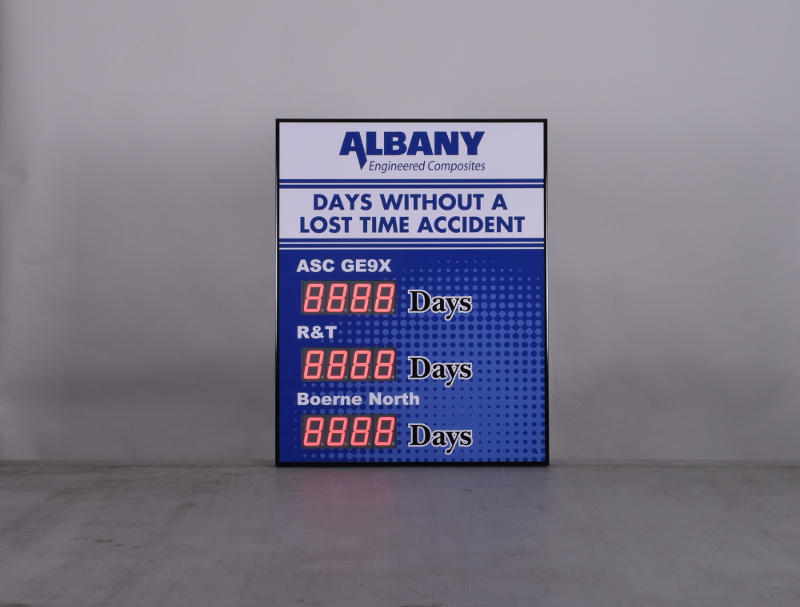 ALBANY
Engineered Composites
DAYS WITHOUT A
LOST TIME ACCIDENT
ASC GE9X
8888 Days
R&T
8888 Days
Boerne North
8888 Days